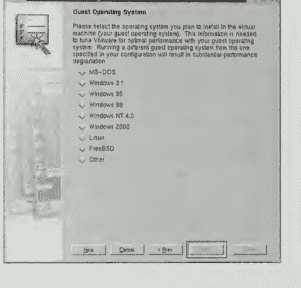 Guest Operating System
Please select the operating system you plan to install in the virtual
machine (your guest operating system). This information is needed
to tune VMware for optimal performance with your guest operating
system. Running a different guest operating system from the one
specified in your configuration will result in substantial performance
degradation
MS-DOS
Windows 3.1
Windows 95
Windows 98
Windows NT 4.0
Windows 2000
Linux
FreeBSD
Other
Help Cancel < Prev